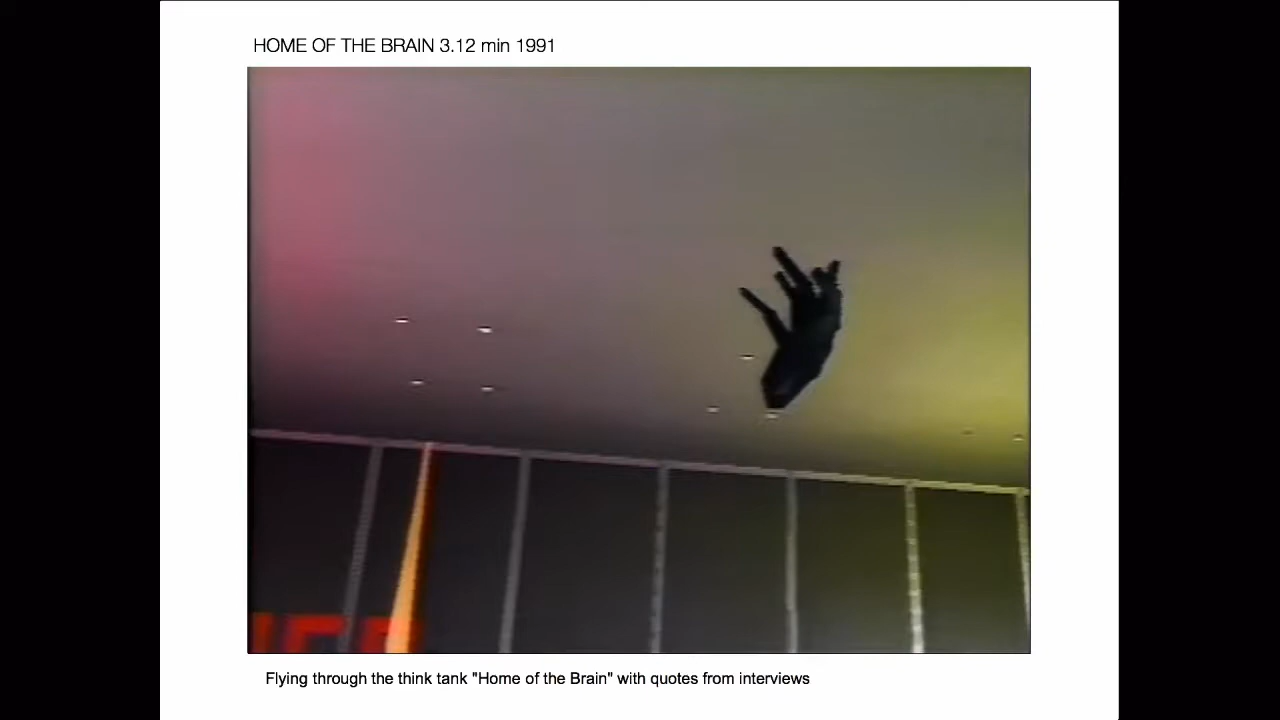 HOME OF THE BRAIN 3.12 min 1991
Flying through the think tank "Home of the Brain" with quotes from interviews